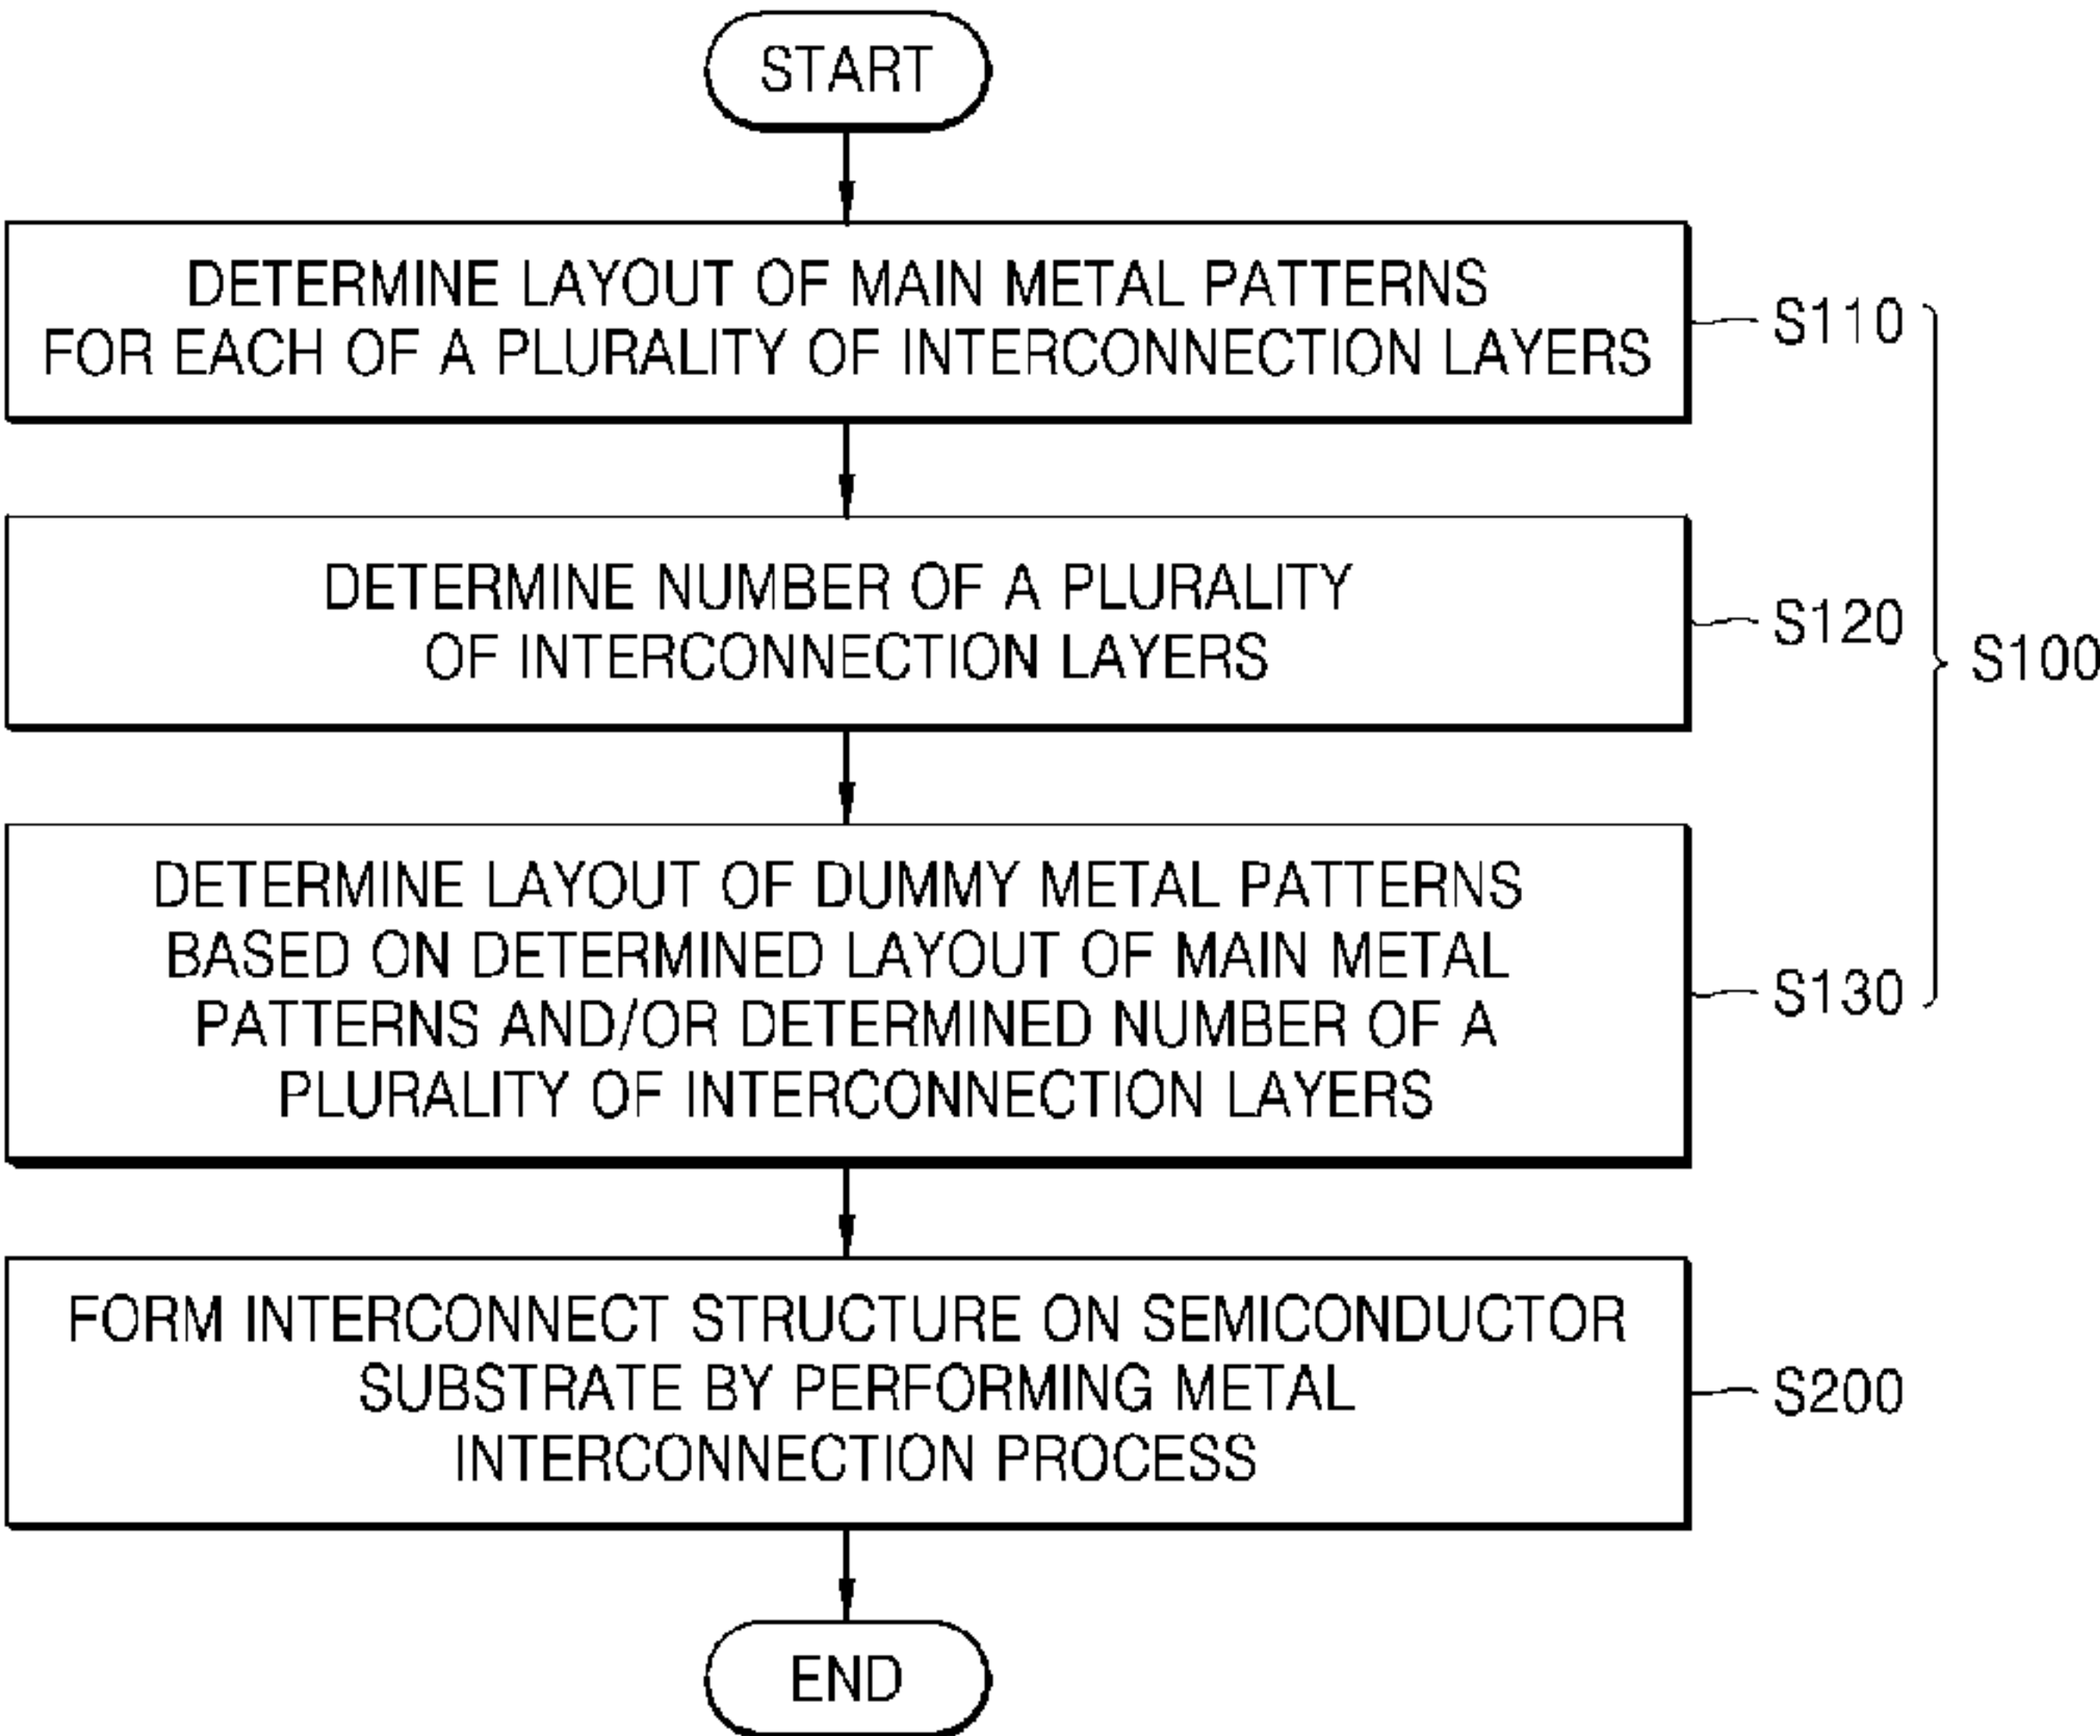 START
DETERMINE LAYOUT OF MAIN METAL PATTERNS
FOR EACH OF A PLURALITY OF INTERCONNECTION LAYERS
S110
DETERMINE NUMBER OF A PLURALITY
OF INTERCONNECTION LAYERS
S120
S100
DETERMINE LAYOUT OF DUMMY METAL PATTERNS
BASED ON DETERMINED LAYOUT OF MAIN METAL
PATTERNS AND/OR DETERMINED NUMBER OF A
PLURALITY OF INTERCONNECTION LAYERS
S130
FORM INTERCONNECT STRUCTURE ON SEMICONDUCTOR
SUBSTRATE BY PERFORMING METAL
INTERCONNECTION PROCESS
S200
END